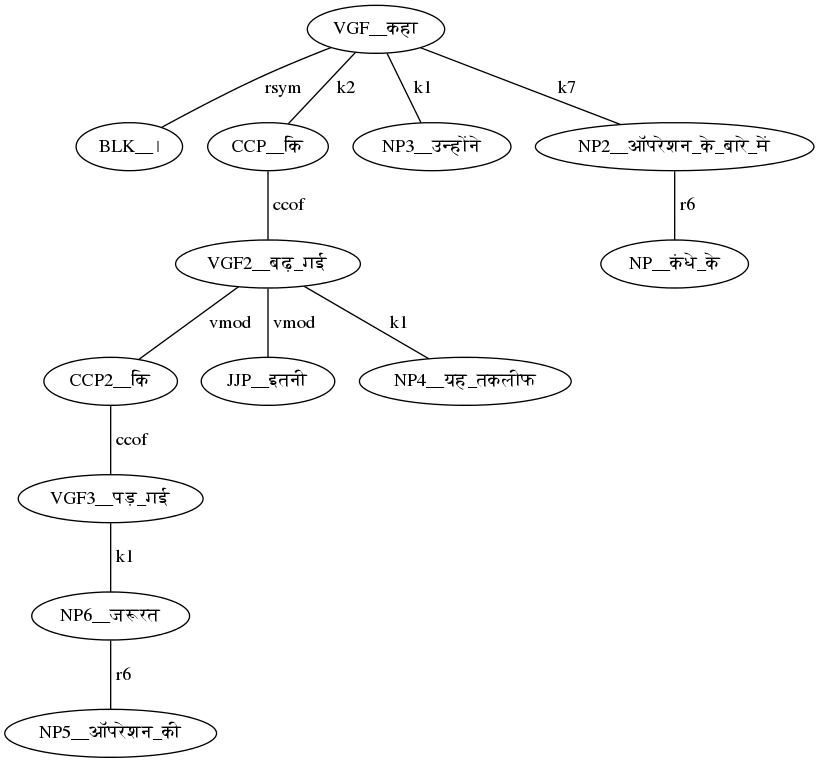 VGF__कहा
rsym k2 k1 k7
BLK__। CCP__कि NP3__उन्होंने NP2__ऑपरेशन_के_बारे_में
ccof r6
VGF2__बढ़_गई NP__कंधे_के
vmod vmod k1
CCP2__कि JJP__इतनी NP4__यह_तकलीफ
ccof
VGF3__पड़_गई
k1
NP6__जरूरत
r6
NP5__ऑपरेशन_की